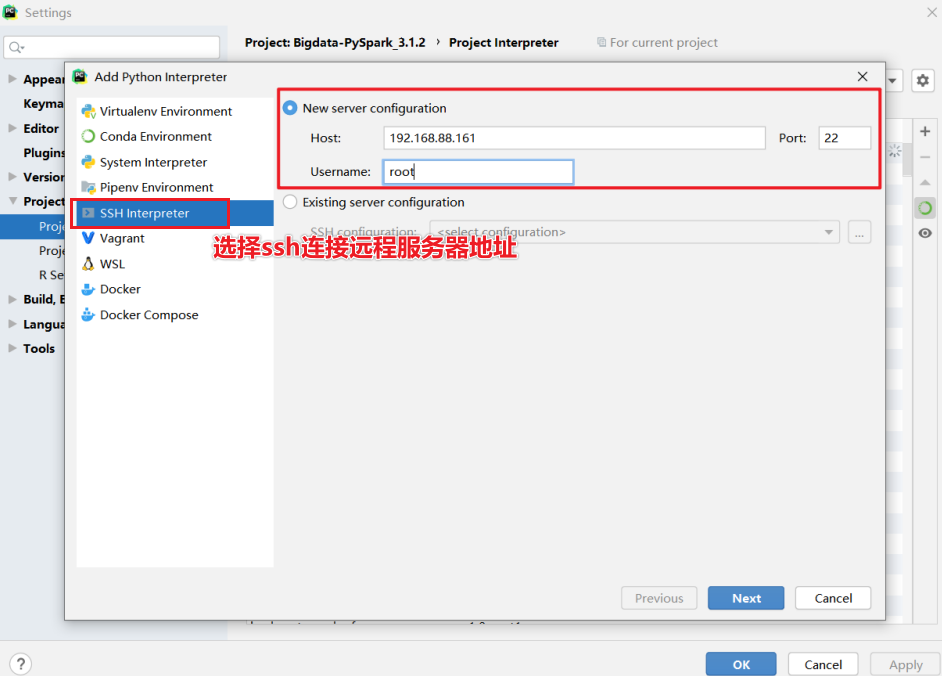 Settings
Project: Bigdata-PySpark_3.1.2 › Project Interpreter
For current project
Appea
Keyma
Editor
Plugins
Version
Project
Proje
Proje
R Se
Build, E
Langua
Tools
Add Python Interpreter
Virtualenv Environment
Conda Environment
System Interpreter
Pipenv Environment
SSH Interpreter
Vagrant
WSL
Docker
Docker Compose
New server configuration
Host: 192.168.88.161 Port: 22
Username: root
Existing server configuration
SSH configuration: <select configuration> ...
选择ssh连接远程服务器地址
Previous Next Cancel
? OK Cancel Apply